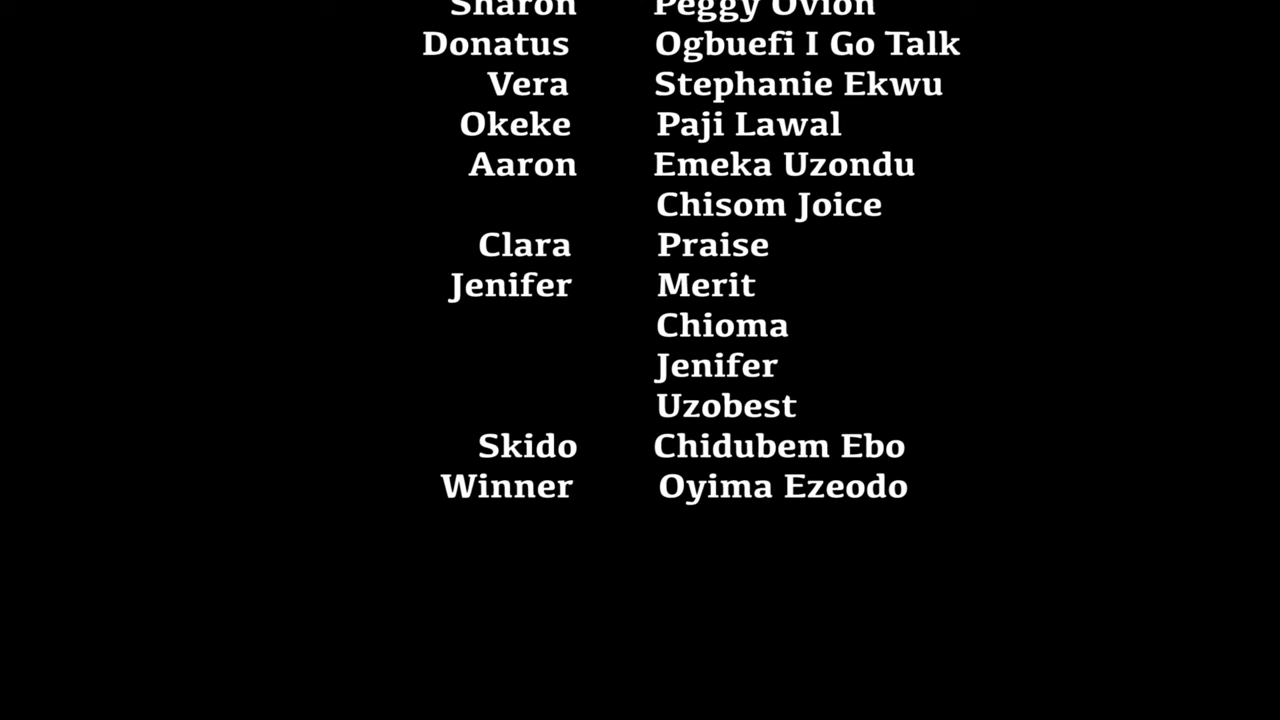 Sharon Peggy Ovion
Donatus Ogbuefi I Go Talk
Vera Stephanie Ekwu
Okeke Paji Lawal
Aaron Emeka Uzondu
Chisom Joice
Clara Praise
Jenifer Merit
Chioma
Jenifer
Uzobest
Skido Chidubem Ebo
Winner Oyima Ezeodo